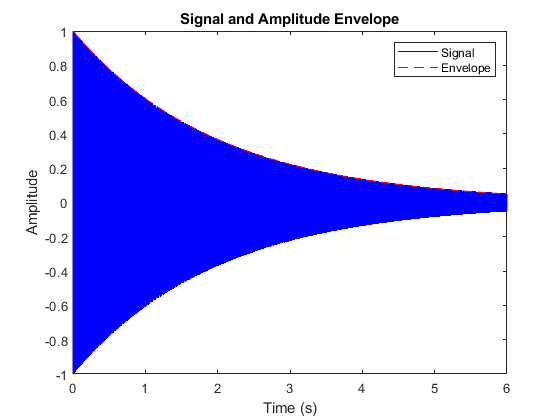 Signal and Amplitude Envelope
Signal
Envelope
1
0.8
0.6
0.4
0.2
0
-0.2
-0.4
-0.6
-0.8
-1
Amplitude
0 1 2 3 4 5 6
Time (s)